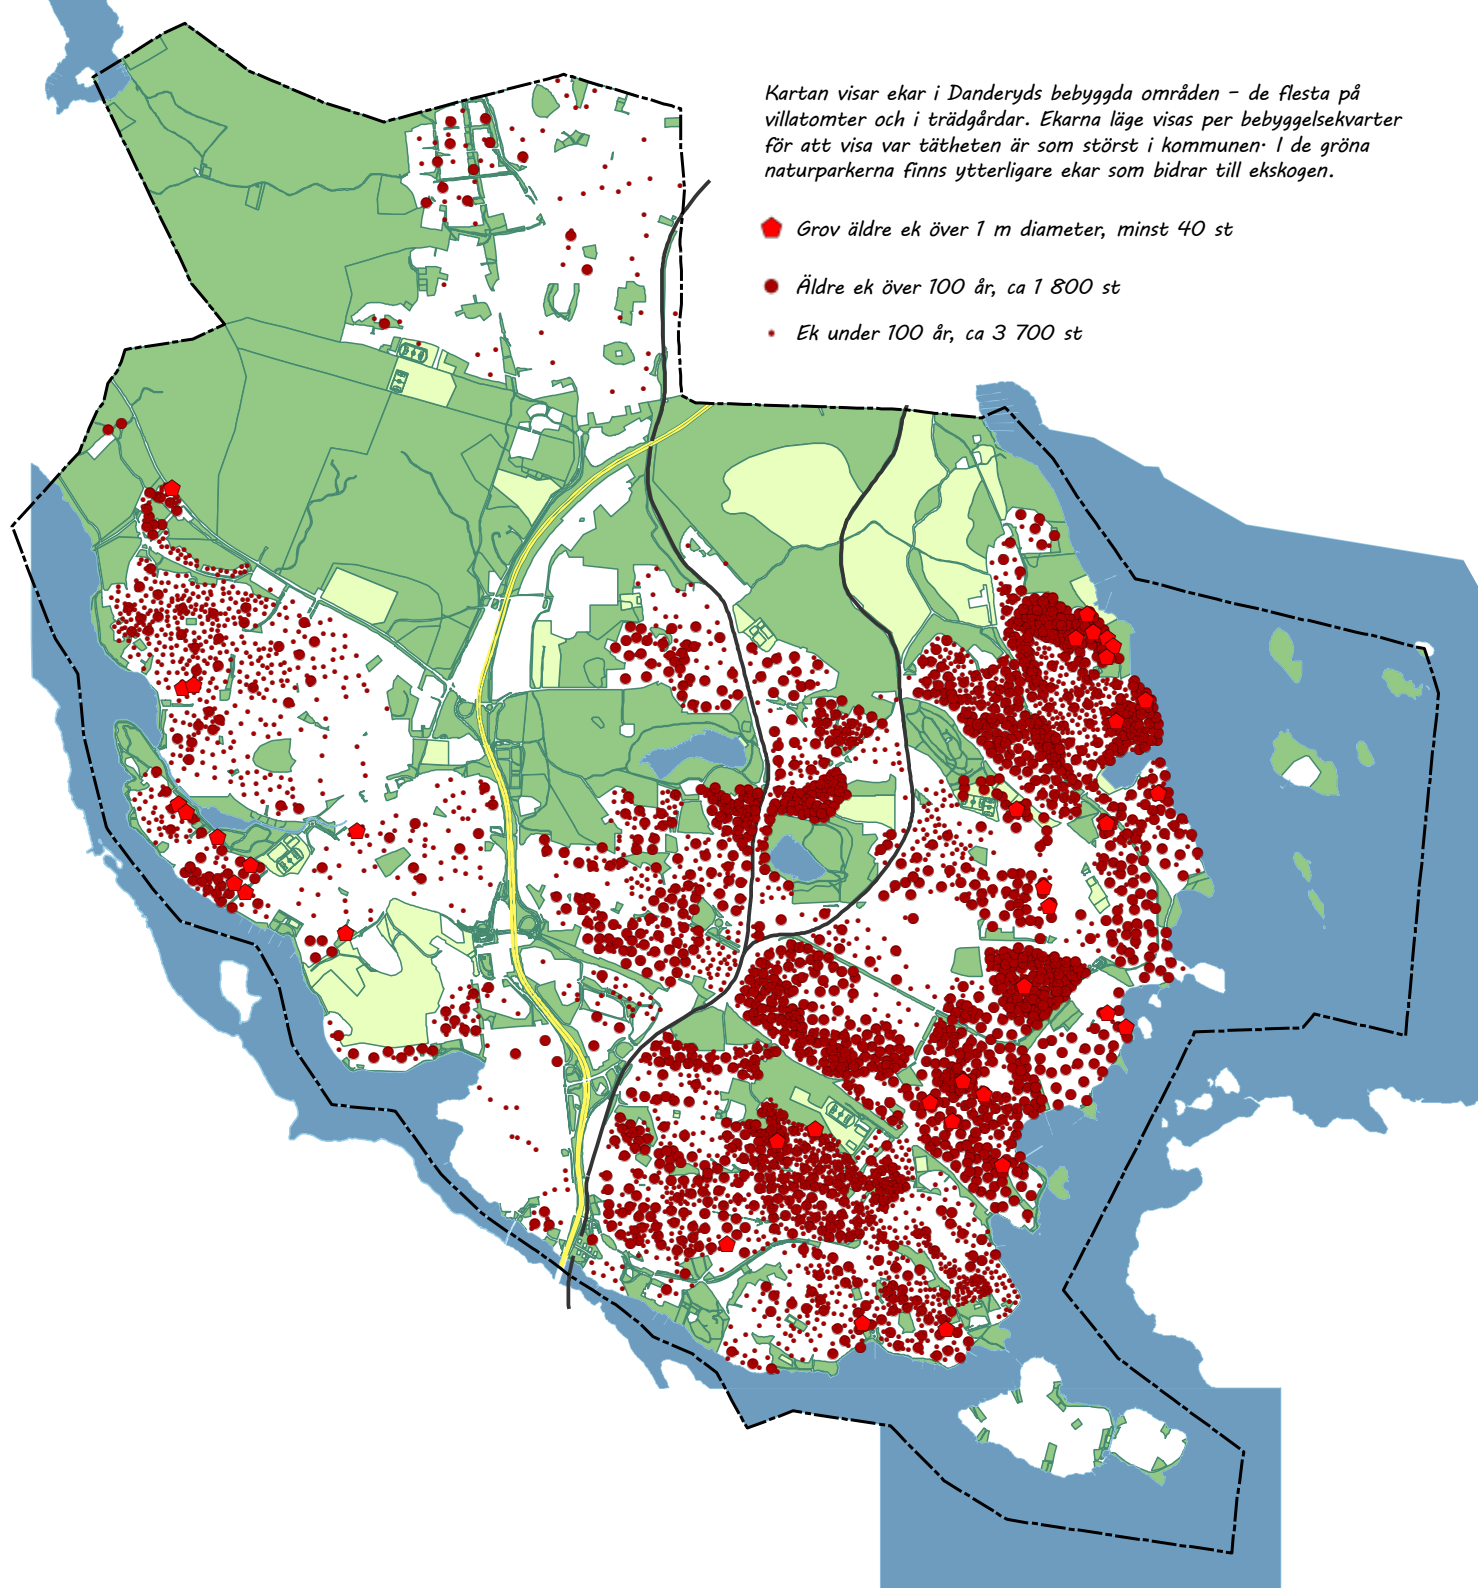 Kartan visar ekar i Danderyds bebyggda områden - de flesta på
villatomter och i trädgårdar. Ekarna läge visas per bebyggelsekvarter
för att visa var tätheten är som störst i kommunen. I de gröna
naturparkerna finns ytterligare ekar som bidrar till ekskogen.
Grov äldre ek över 1 m diameter, minst 40 st
Äldre ek över 100 år, ca 1 800 st
Ek under 100 år, ca 3 700 st